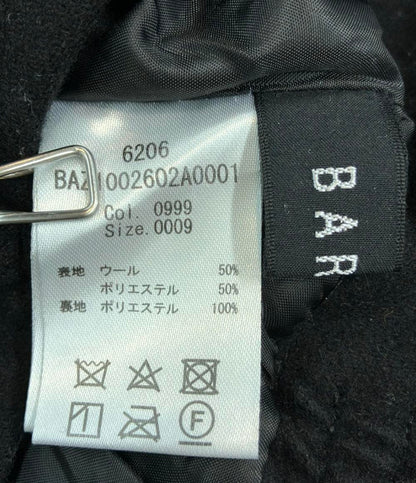 6206
BAZ1002602A0001
Col. 0999
Size.0009
表地 ウール 50%
ポリエステル 50%
裏地 ポリエステル 100%
F
BAR